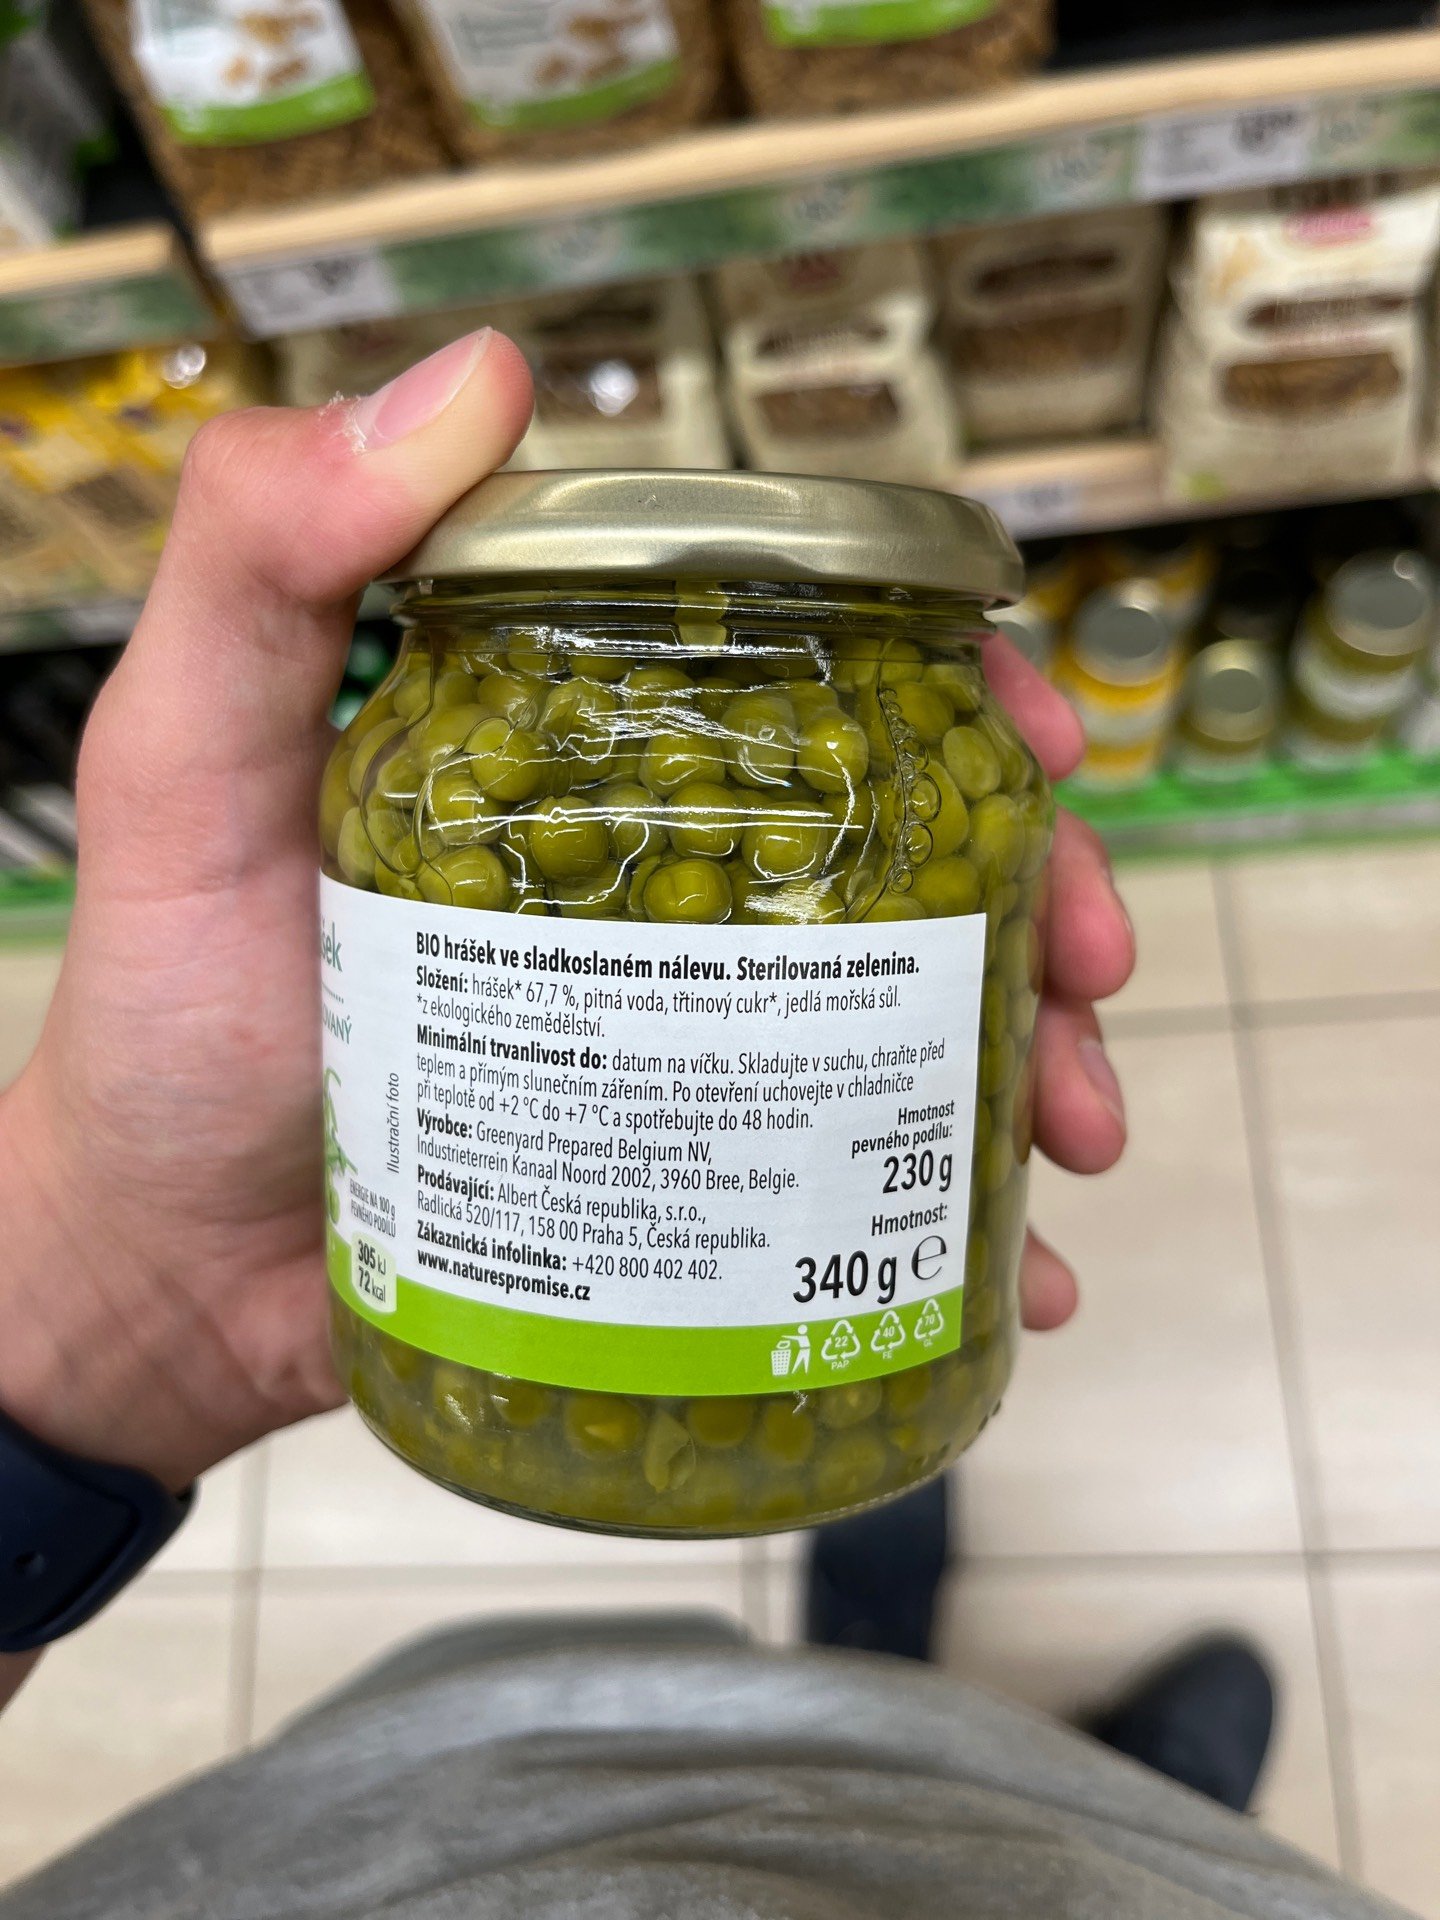 šek
OVANÝ
Ilustrační foto
ENERGIE NA 100 g
PEVNÉHO PODÍLU
305 kJ
72 kcal
BIO hrášek ve sladkoslaném nálevu. Sterilovaná zelenina.
Složení: hrášek* 67,7 %, pitná voda, třtinový cukr*, jedlá mořská sůl.
*z ekologického zemědělství.
Minimální trvanlivost do: datum na víčku. Skladujte v suchu, chraňte před
teplem a přímým slunečním zářením. Po otevření uchovejte v chladničce
při teplotě od +2 °C do +7 °C a spotřebujte do 48 hodin.
Výrobce: Greenyard Prepared Belgium NV,
Industrieterrein Kanaal Noord 2002, 3960 Bree, Belgie.
Prodávající: Albert Česká republika, s.r.o.,
Radlická 520/117, 158 00 Praha 5, Česká republika.
Zákaznická infolinka: +420 800 402 402.
www.naturespromise.cz
Hmotnost
pevného podílu:
230 g
Hmotnost:
340 g e
22
PAP
40
FE
70
GL